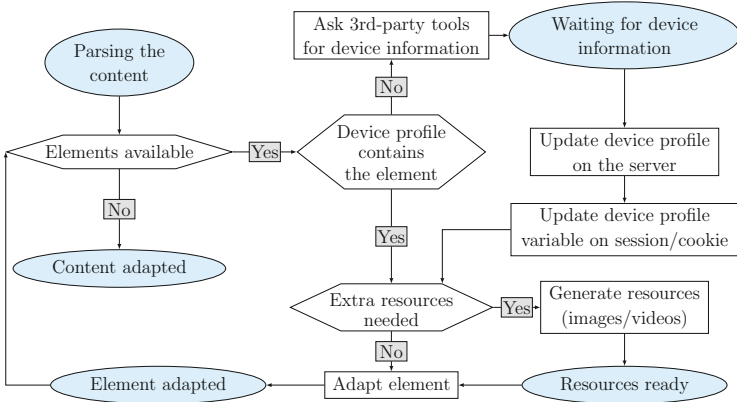 Parsing the
content
Ask 3rd-party tools
for device information
Waiting for device
information
No
Elements available
Yes
Device profile
contains
the element
Update device profile
on the server
No
Yes
Update device profile
variable on session/cookie
Content adapted
Extra resources
needed
Yes
Generate resources
(images/videos)
No
Element adapted
Adapt element
Resources ready